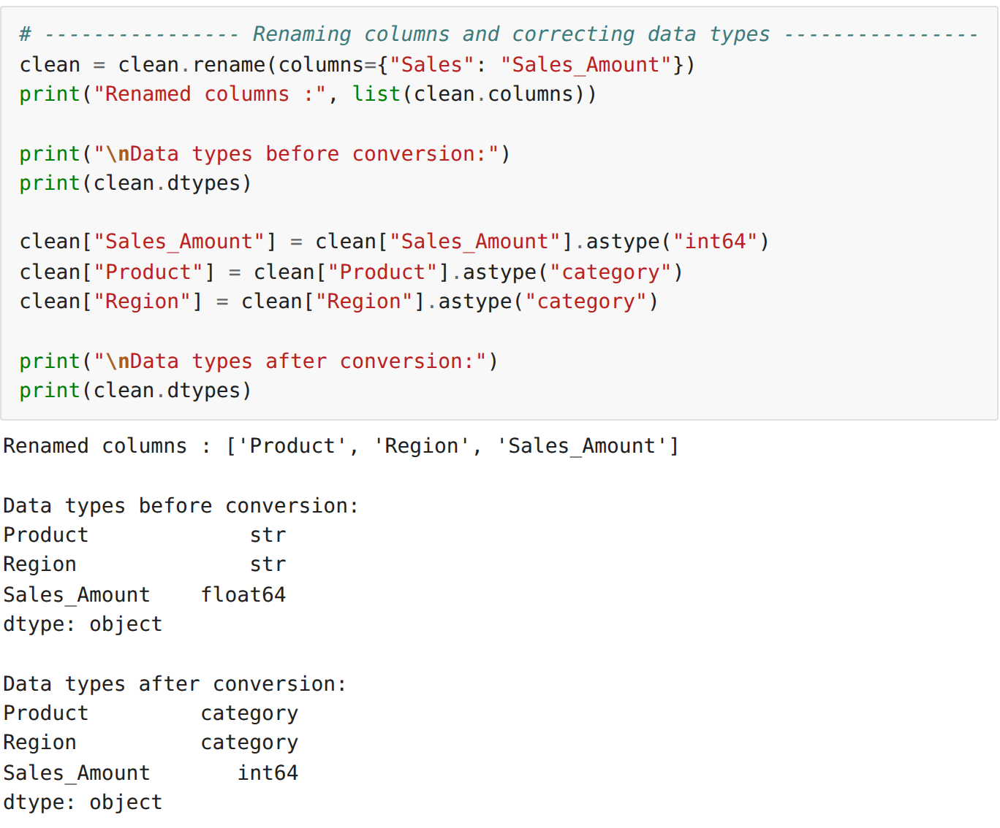 # ---------------- Renaming columns and correcting data types ----------------
clean = clean.rename(columns={"Sales": "Sales_Amount"})
print("Renamed columns :", list(clean.columns))

print("\nData types before conversion:")
print(clean.dtypes)

clean["Sales_Amount"] = clean["Sales_Amount"].astype("int64")
clean["Product"] = clean["Product"].astype("category")
clean["Region"] = clean["Region"].astype("category")

print("\nData types after conversion:")
print(clean.dtypes)

Renamed columns : ['Product', 'Region', 'Sales_Amount']

Data types before conversion:
Product             str
Region              str
Sales_Amount    float64
dtype: object

Data types after conversion:
Product         category
Region          category
Sales_Amount       int64
dtype: object